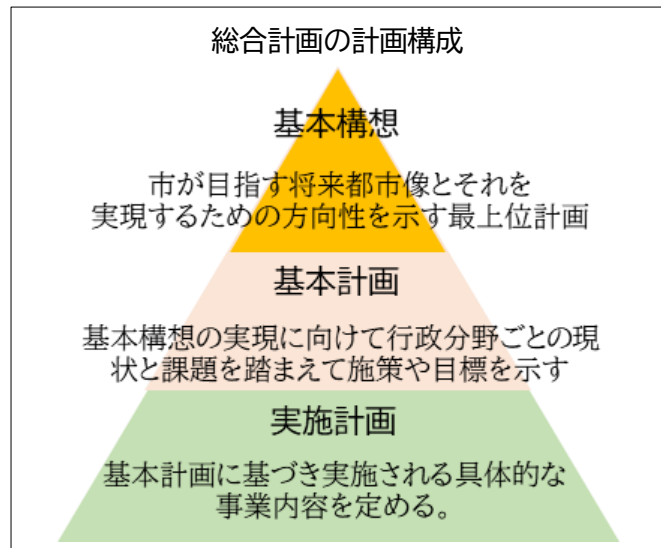 総合計画の計画構成
基本構想
市が目指す将来都市像とそれを
実現するための方向性を示す最上位計画
基本計画
基本構想の実現に向けて行政分野ごとの現
状と課題を踏まえて施策や目標を示す
実施計画
基本計画に基づき実施される具体的な
事業内容を定める。